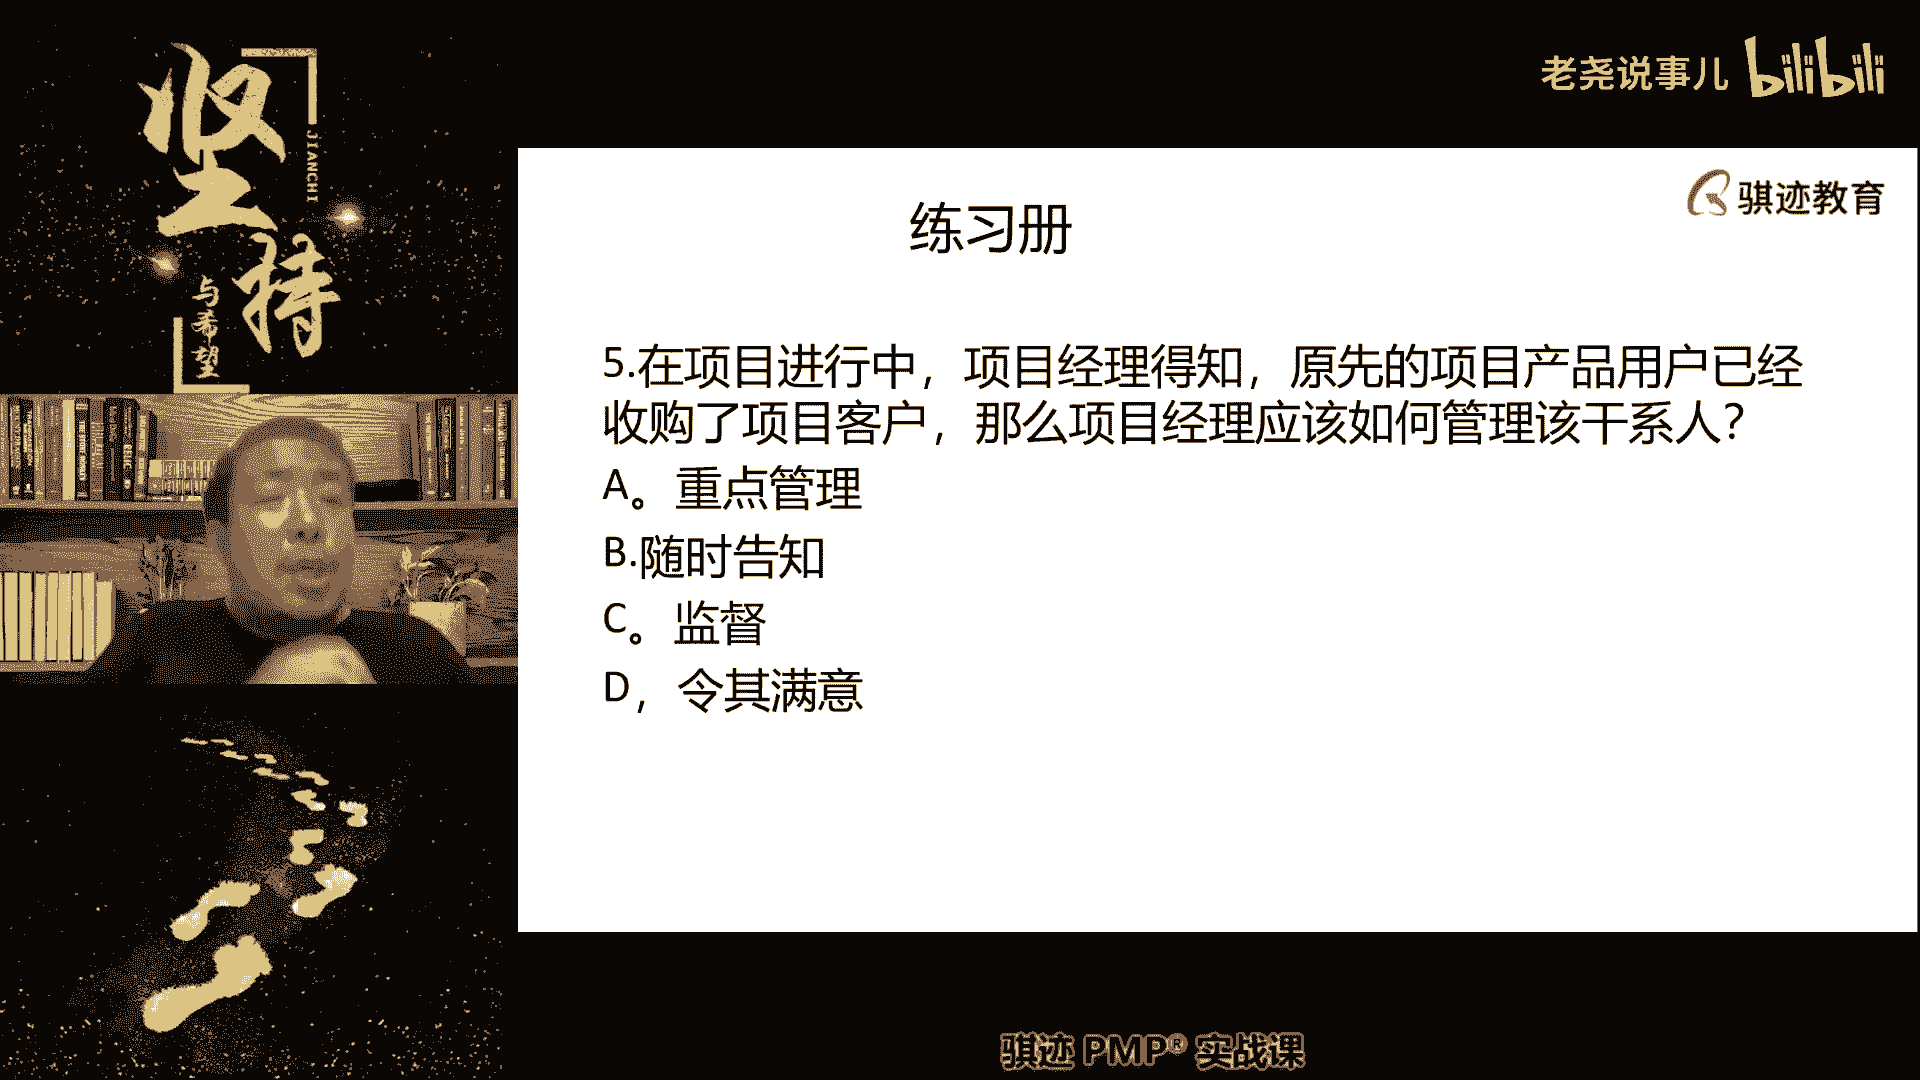 坚持
JIANCHI
与希望
老尧说事儿 bilibili
骐迹教育
练习册
5.在项目进行中，项目经理得知，原先的项目产品用户已经
收购了项目客户，那么项目经理应该如何管理该干系人？
A。重点管理
B.随时告知
C。监督
D，令其满意
骐迹 PMP® 实战课